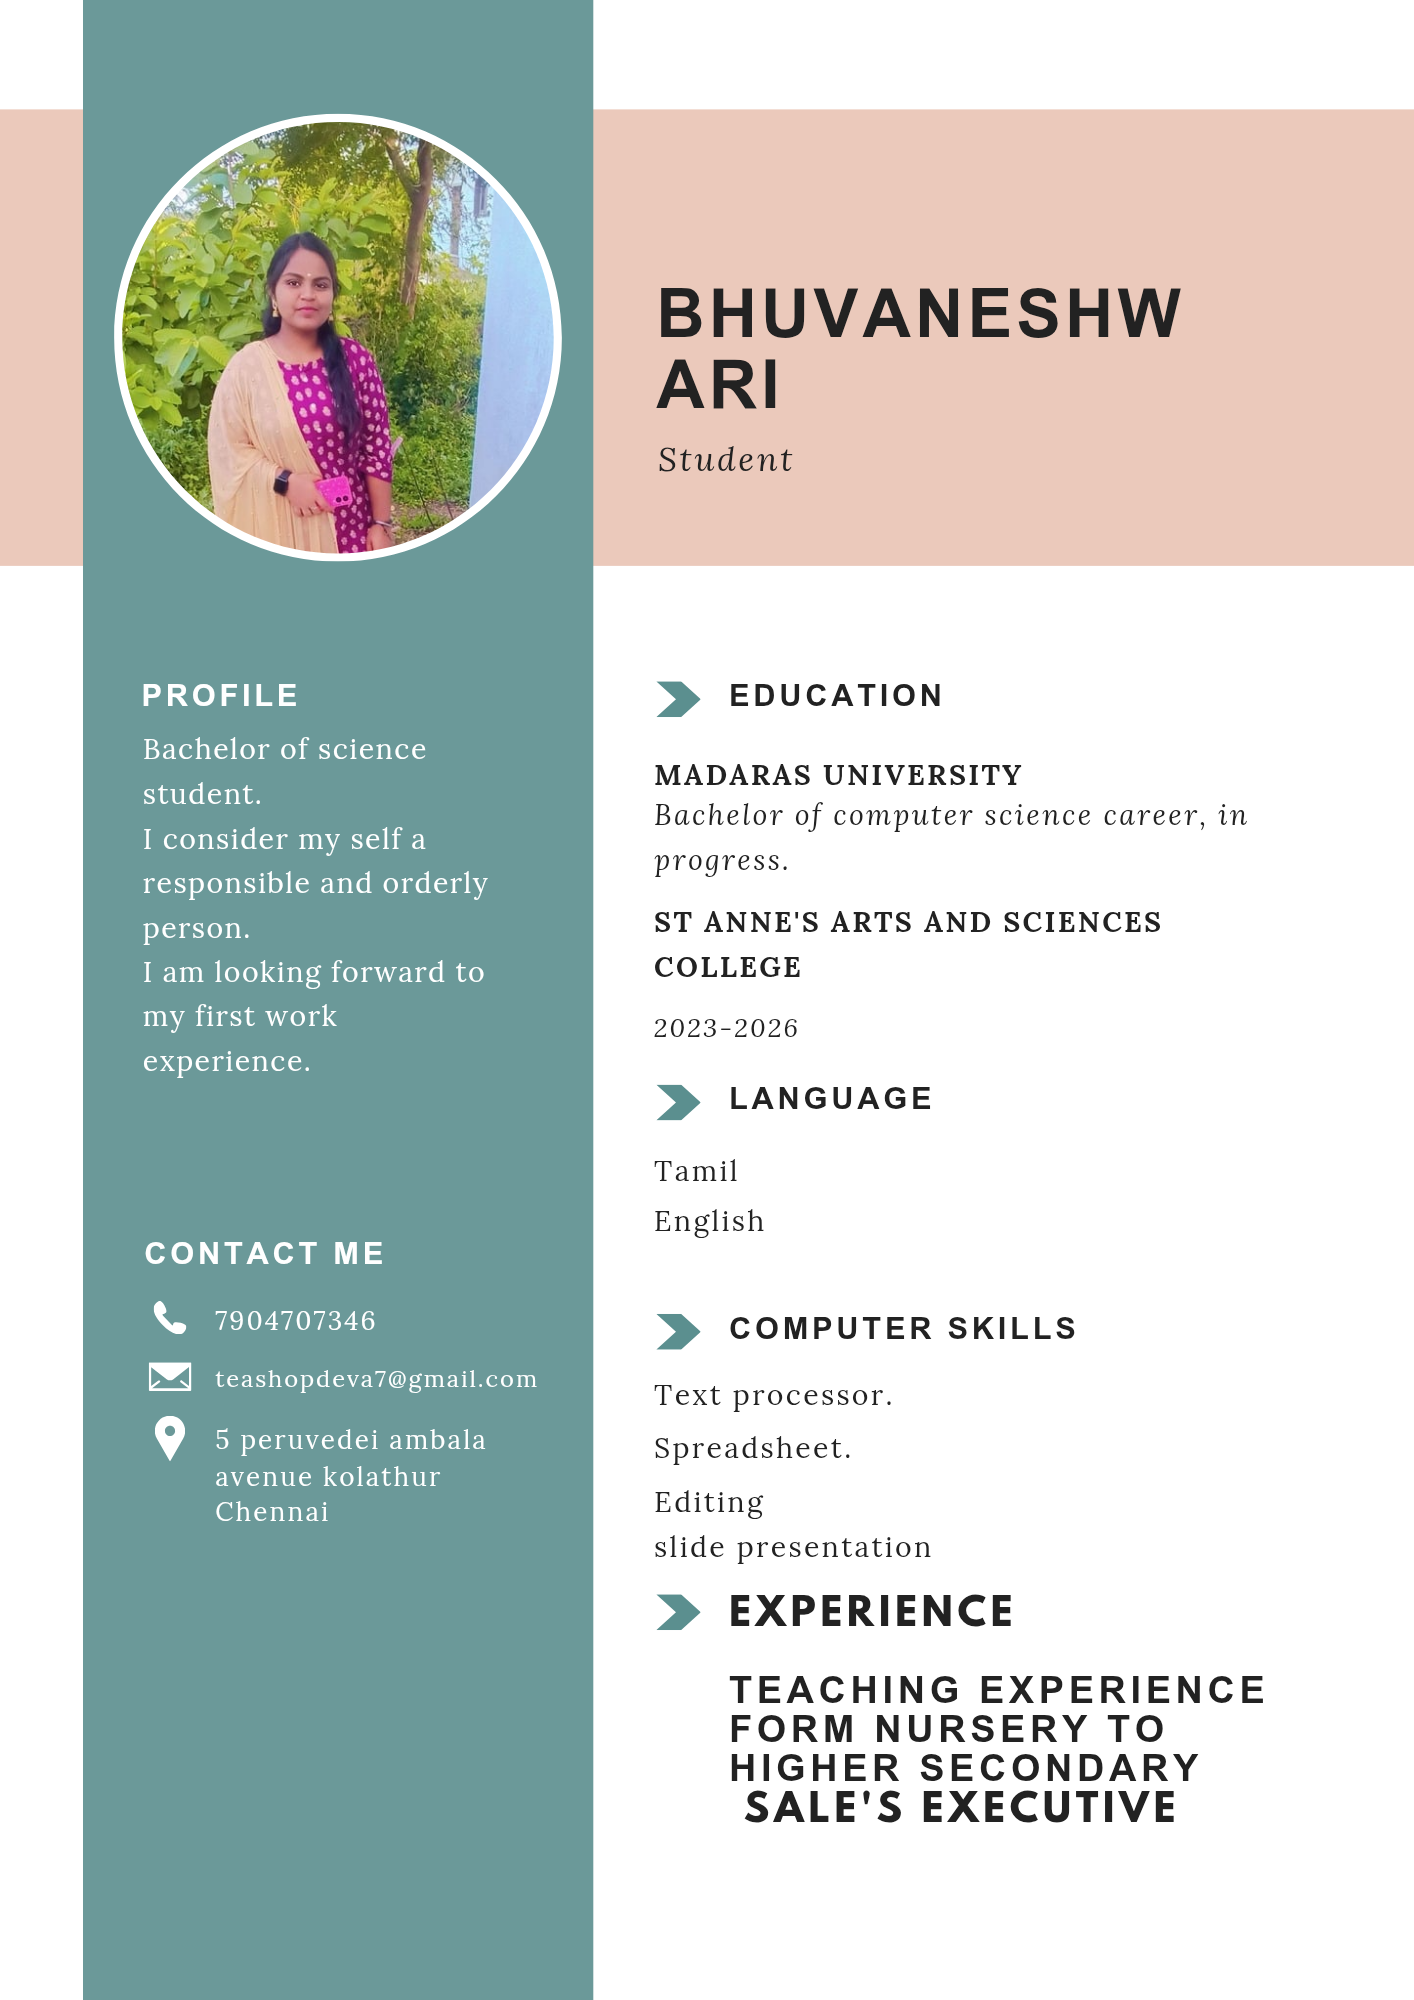 BHUVANESHW
ARI
Student
PROFILE
Bachelor of science
student.
I consider my self a
responsible and orderly
person.
I am looking forward to
my first work
experience.
CONTACT ME
7904707346
teashopdeva7@gmail.com
5 peruvedei ambala
avenue kolathur
Chennai
EDUCATION
MADARAS UNIVERSITY
Bachelor of computer science career, in
progress.
ST ANNE'S ARTS AND SCIENCES
COLLEGE
2023-2026
LANGUAGE
Tamil
English
COMPUTER SKILLS
Text processor.
Spreadsheet.
Editing
slide presentation
EXPERIENCE
TEACHING EXPERIENCE
FORM NURSERY TO
HIGHER SECONDARY
SALE'S EXECUTIVE